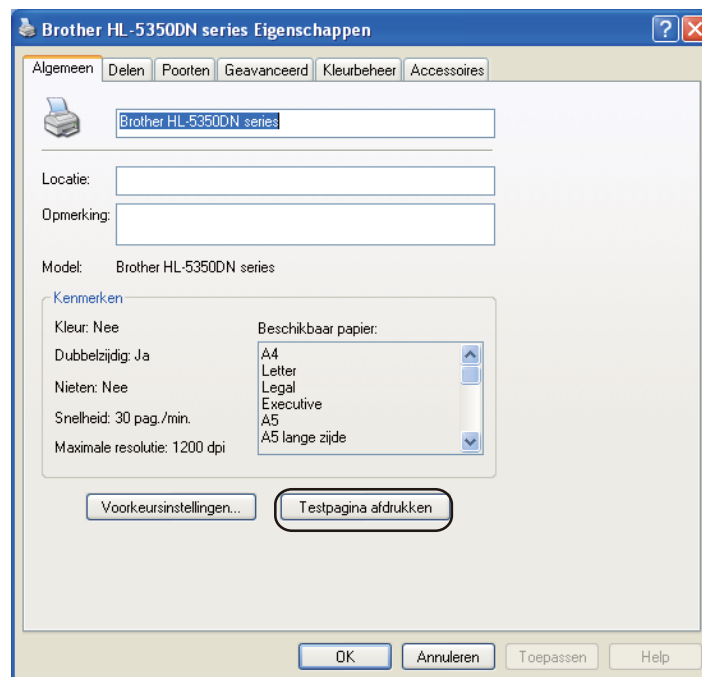 Brother HL-5350DN series Eigenschappen
?
Algemeen Delen Poorten Geavanceerd Kleurbeheer Accessoires
Brother HL-5350DN series
Locatie:
Opmerking:
Model: Brother HL-5350DN series
Kenmerken
Kleur: Nee
Dubbelzijdig: Ja
Nieten: Nee
Snelheid: 30 pag./min.
Maximale resolutie: 1200 dpi
Beschikbaar papier:
A4
Letter
Legal
Executive
A5
A5 lange zijde
Voorkeursinstellingen... Testpagina afdrukken
OK Annuleren Toepassen Help